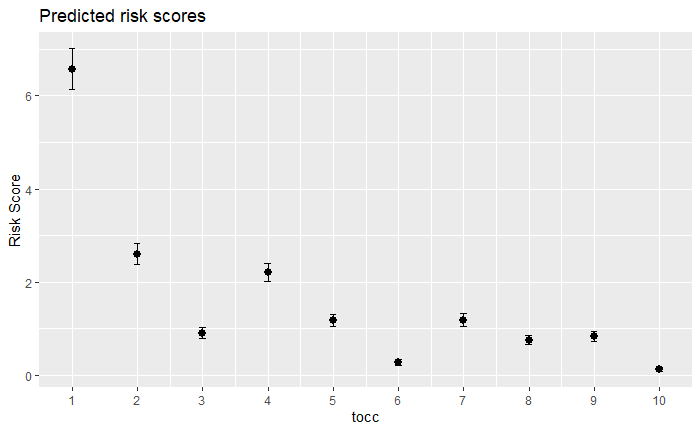 Predicted risk scores
Risk Score
6
4
2
0
1 2 3 4 5 6 7 8 9 10
tocc